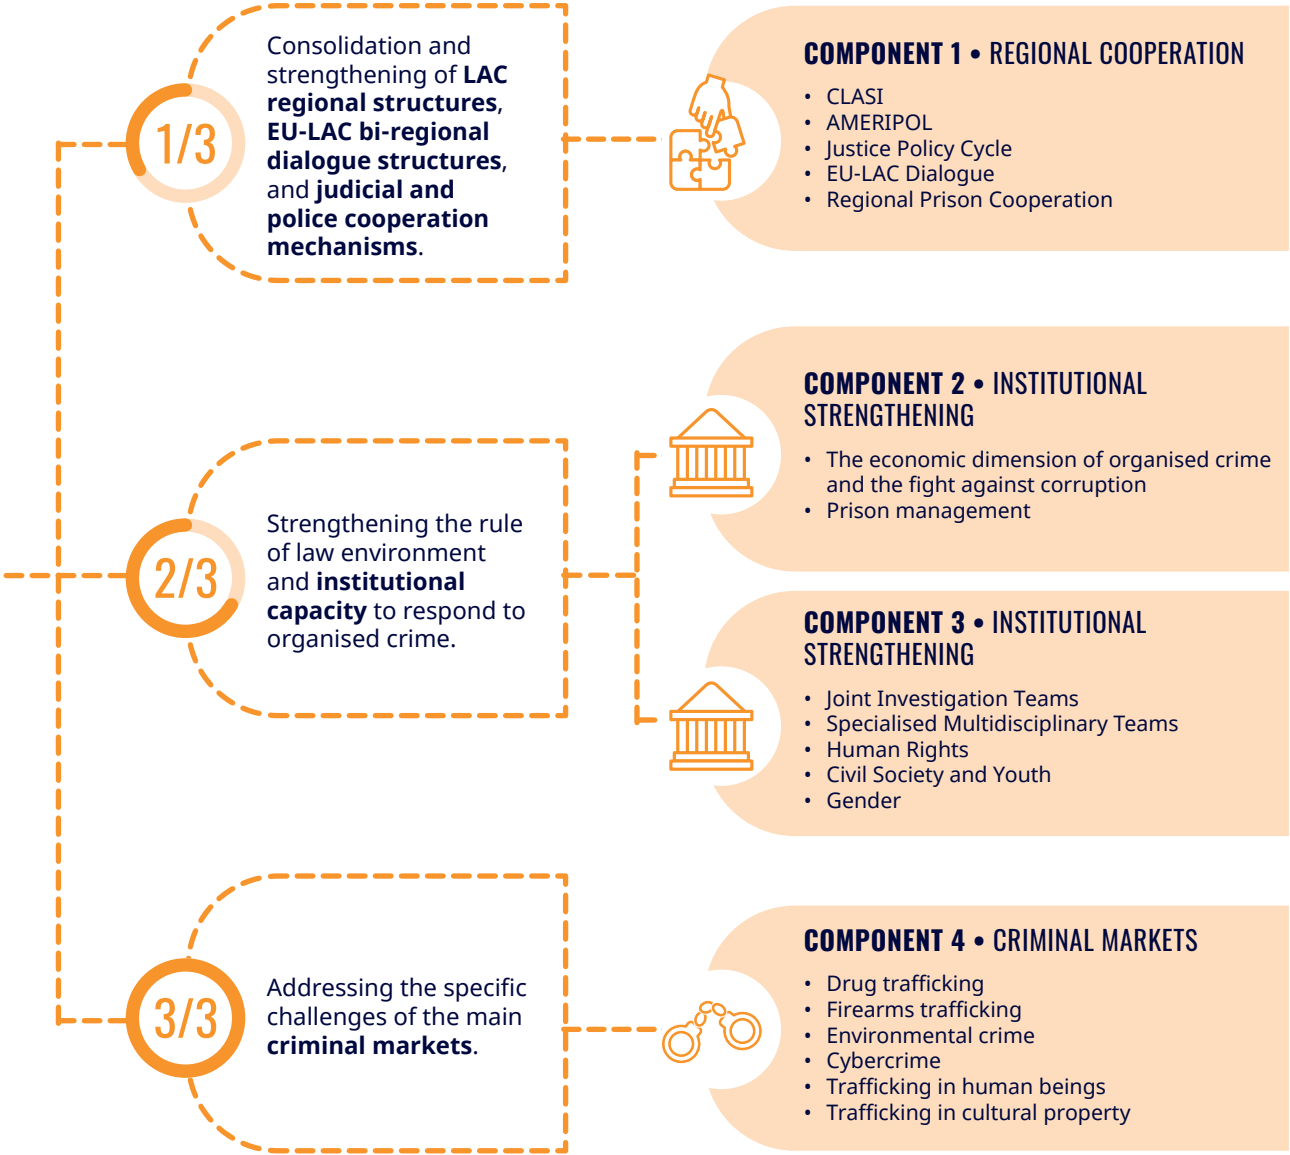 1/3
Consolidation and
strengthening of LAC
regional structures,
EU-LAC bi-regional
dialogue structures,
and judicial and
police cooperation
mechanisms.
COMPONENT 1 • REGIONAL COOPERATION
• CLASI
• AMERIPOL
• Justice Policy Cycle
• EU-LAC Dialogue
• Regional Prison Cooperation
2/3
Strengthening the rule
of law environment
and institutional
capacity to respond to
organised crime.
COMPONENT 2 • INSTITUTIONAL
STRENGTHENING
• The economic dimension of organised crime
and the fight against corruption
• Prison management
COMPONENT 3 • INSTITUTIONAL
STRENGTHENING
• Joint Investigation Teams
• Specialised Multidisciplinary Teams
• Human Rights
• Civil Society and Youth
• Gender
3/3
Addressing the specific
challenges of the main
criminal markets.
COMPONENT 4 • CRIMINAL MARKETS
• Drug trafficking
• Firearms trafficking
• Environmental crime
• Cybercrime
• Trafficking in human beings
• Trafficking in cultural property